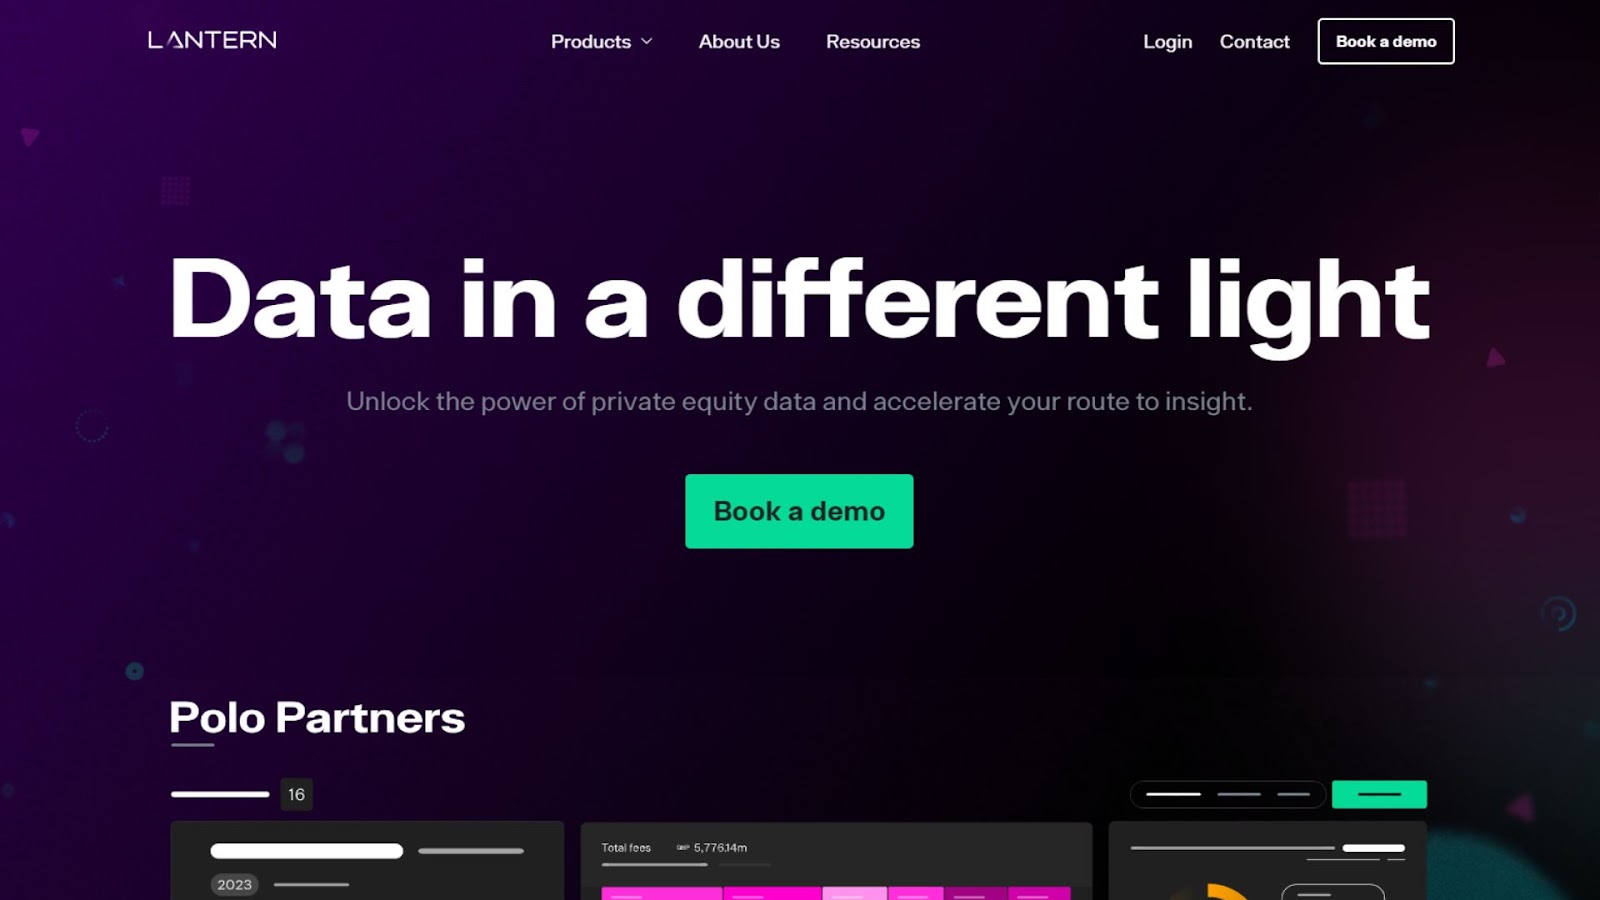 LANTERN
Products
About Us
Resources
Login
Contact
Book a demo
Data in a different light
Unlock the power of private equity data and accelerate your route to insight.
Book a demo
Polo Partners
16
Total fees GBP 5,776.14m
2023